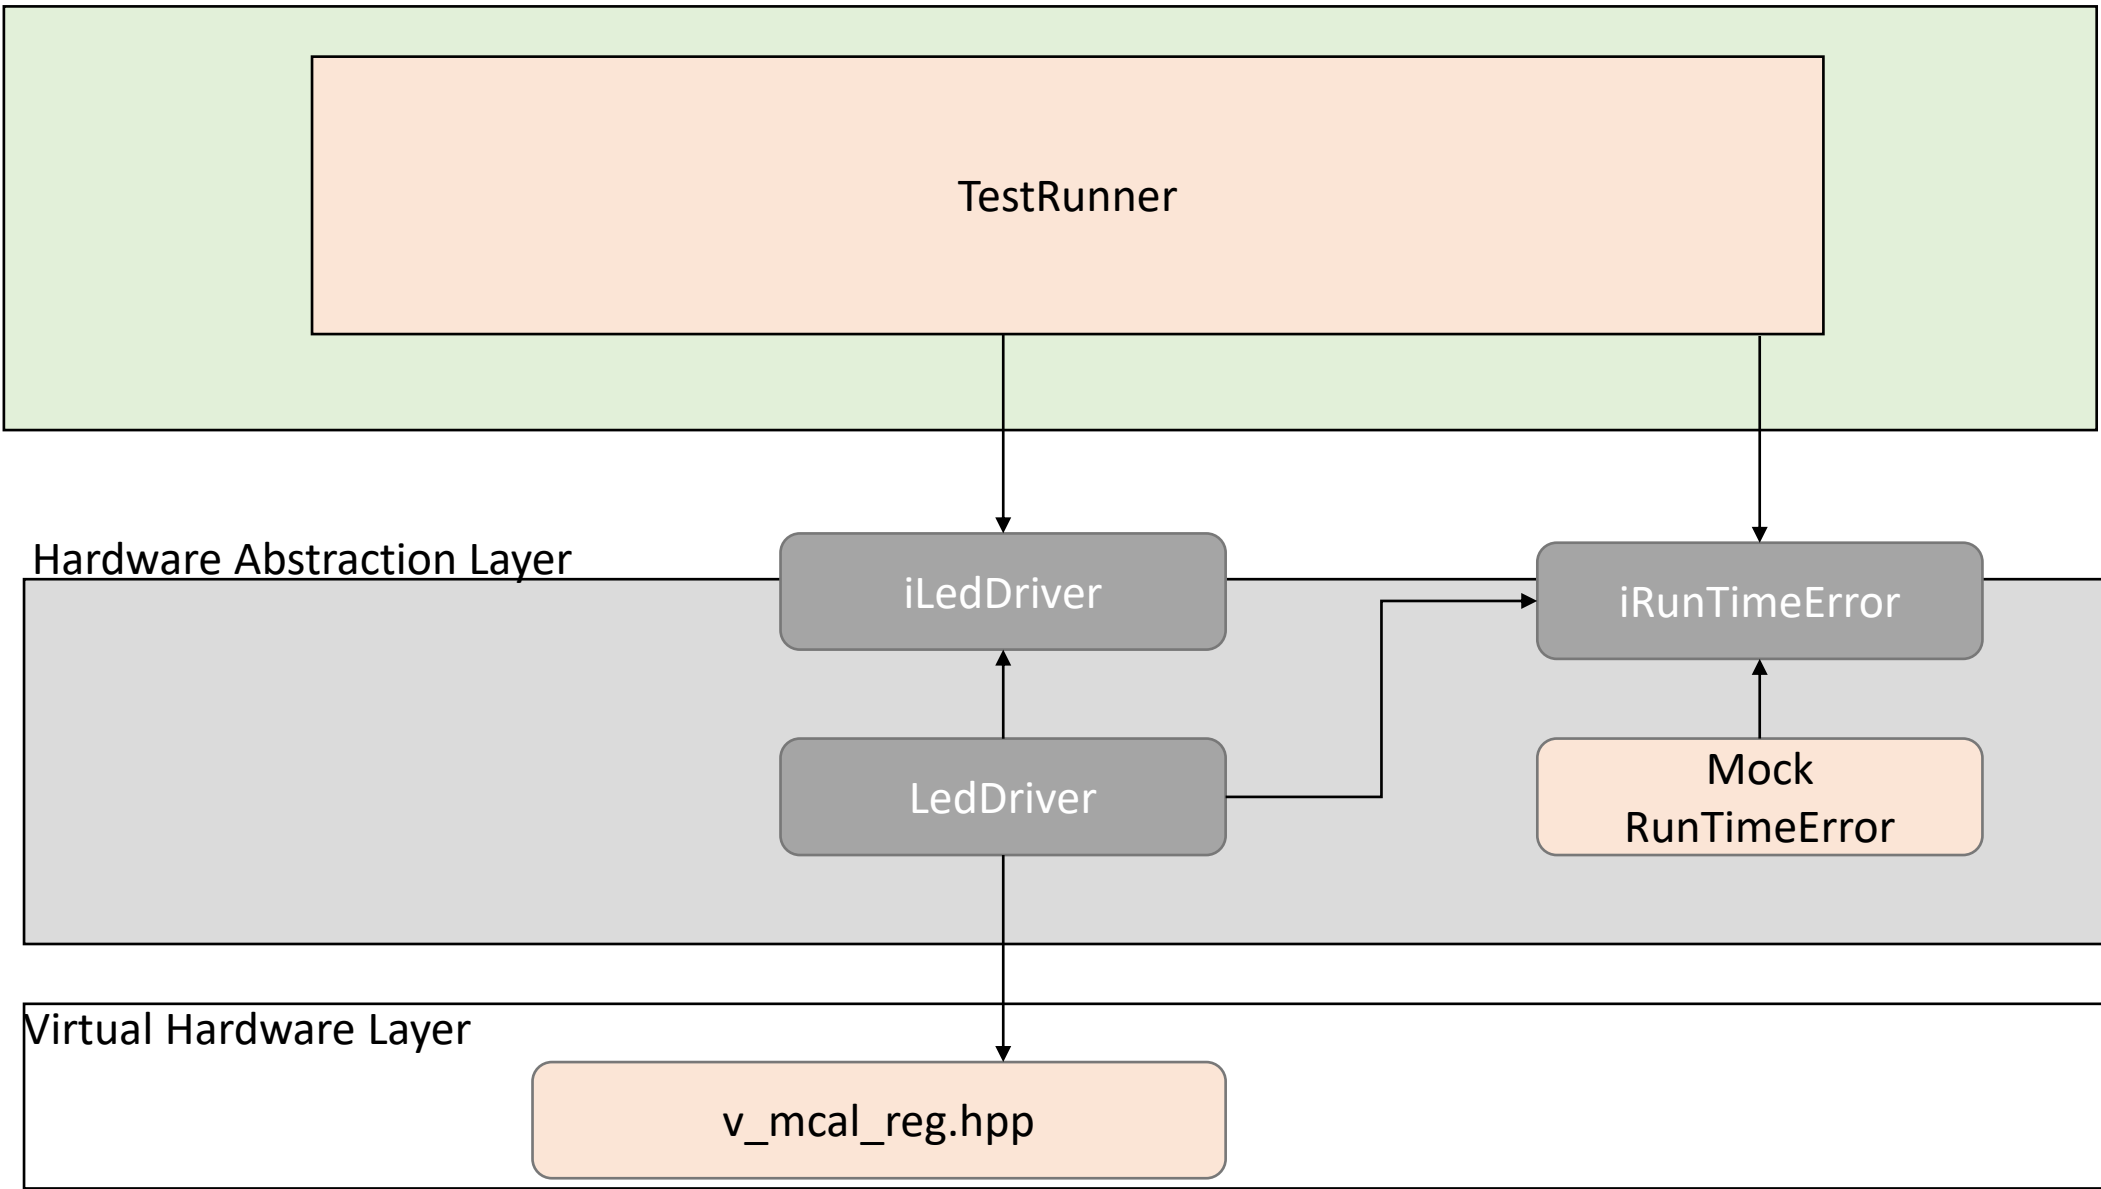 TestRunner
Hardware Abstraction Layer
iLedDriver
iRunTimeError
LedDriver
Mock
RunTimeError
Virtual Hardware Layer
v_mcal_reg.hpp